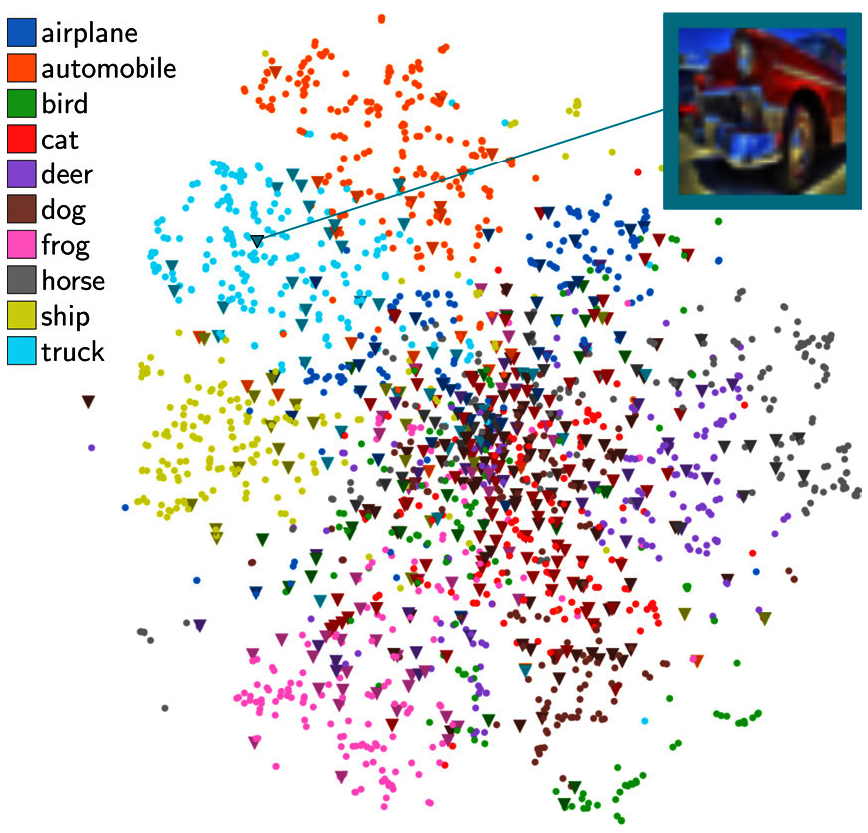 airplane
automobile
bird
cat
deer
dog
frog
horse
ship
truck